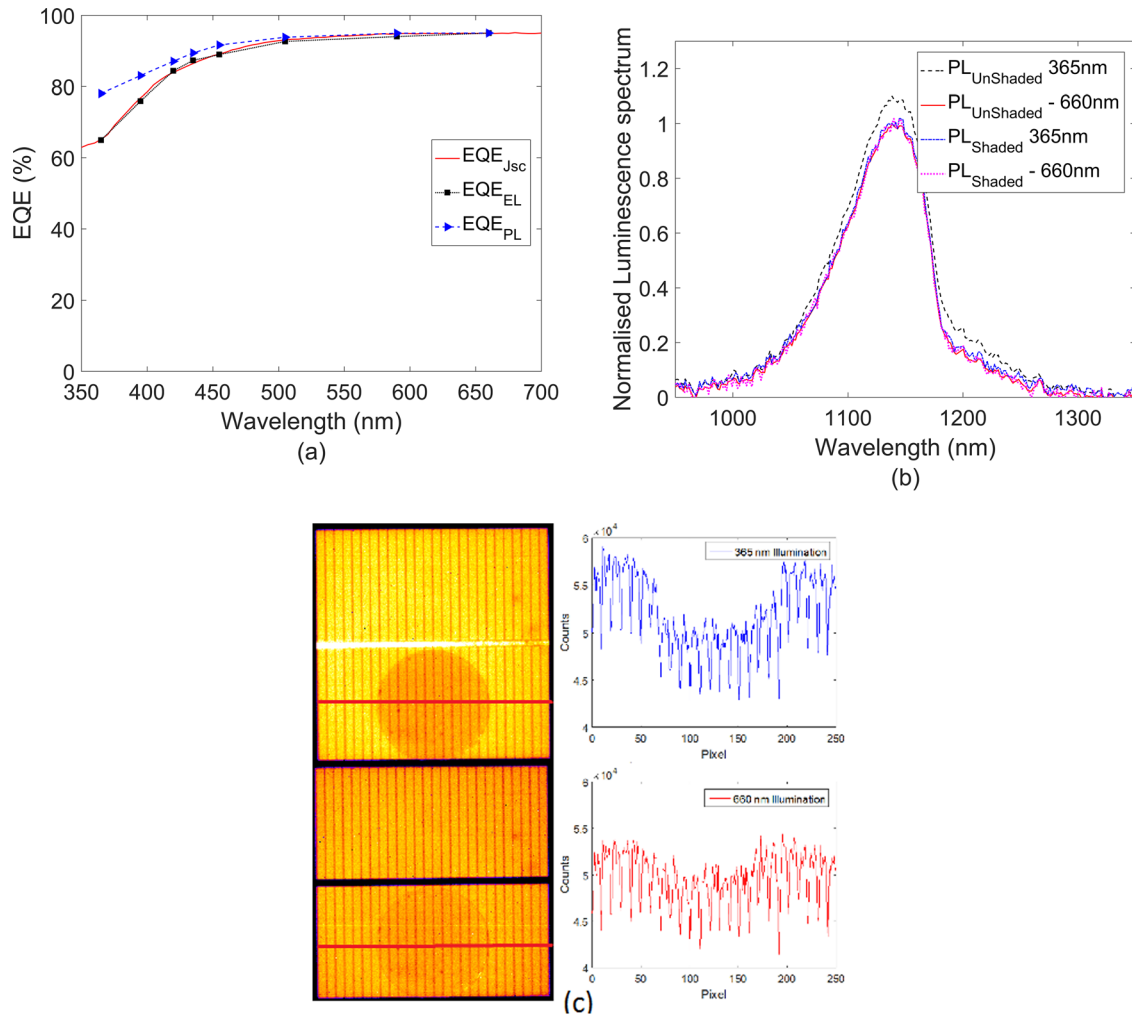 100
80
60
40
20
0
EQE (%)
350 400 450 500 550 600 650 700
Wavelength (nm)
EQE_Jsc
EQE_EL
EQE_PL
(a)
1.2
1
0.8
0.6
0.4
0.2
0
Normalised Luminescence spectrum
1000 1100 1200 1300
Wavelength (nm)
PL_UnShaded 365nm
PL_UnShaded - 660nm
PL_Shaded 365nm
PL_Shaded - 660nm
(b)
× 10^4
6
5.5
5
4.5
4
Counts
0 50 100 150 200 250
Pixel
365 nm Illumination
× 10^4
6
5.5
5
4.5
4
Counts
0 50 100 150 200 250
Pixel
660 nm Illumination
(c)